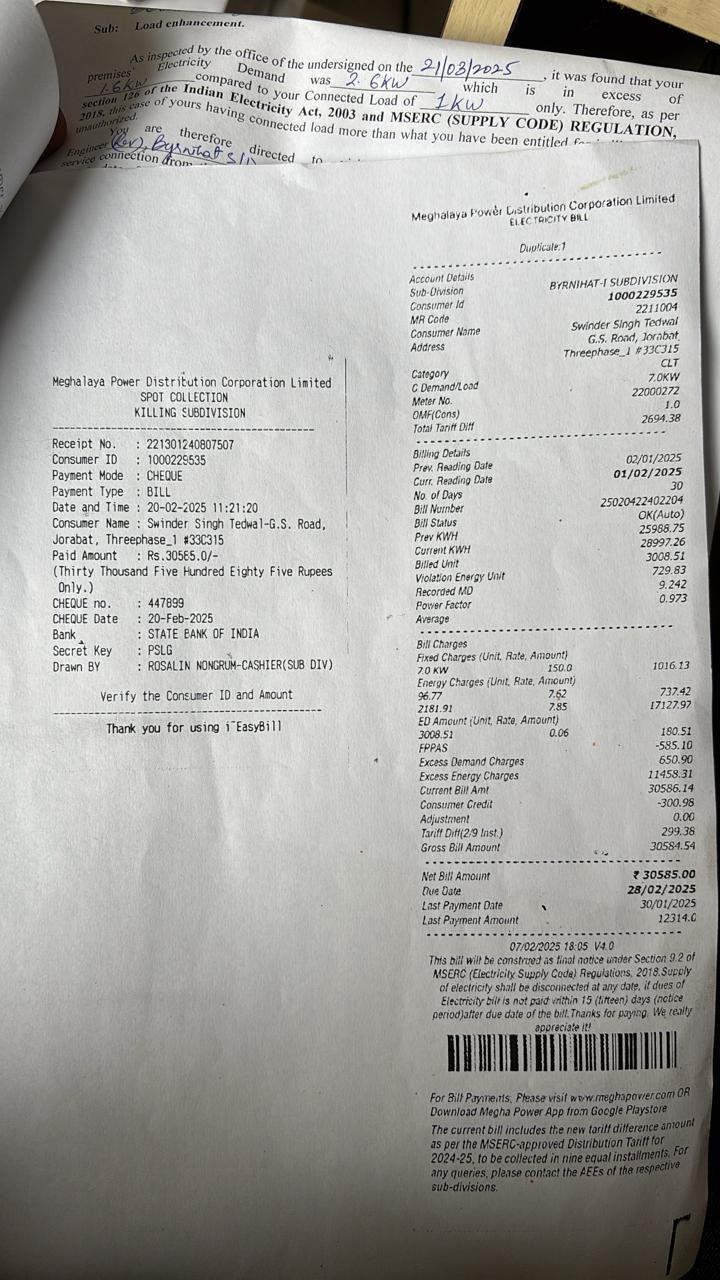 Sub: Load enhancement.
As inspected by the office of the undersigned on the 21/03/2025, it was found that your
premises' Electricity Demand was 2.6KW which is in excess of
1.6KW compared to your Connected Load of 1KW only. Therefore, as per
section 126 of the Indian Electricity Act, 2003 and MSERC (SUPPLY CODE) REGULATION,
2018, this case of yours having connected load more than what you have been entitled
unauthorized.
You are therefore directed to
Engineer (Rev), Byrnihat S/D
service connection from
Meghalaya Power Distribution Corporation Limited
SPOT COLLECTION
KILLING SUBDIVISION
Receipt No. : 221301240807507
Consumer ID : 1000229535
Payment Mode : CHEQUE
Payment Type : BILL
Date and Time : 20-02-2025 11:21:20
Consumer Name : Swinder Singh Tedwal-G.S. Road,
Jorabat, Threephase_1 #33C315
Paid Amount : Rs.30585.0/-
(Thirty Thousand Five Hundred Eighty Five Rupees
Only.)
CHEQUE no. : 447899
CHEQUE Date : 20-Feb-2025
Bank : STATE BANK OF INDIA
Secret Key : PSLG
Drawn BY : ROSALIN NONGRUM-CASHIER(SUB DIV)
Verify the Consumer ID and Amount
Thank you for using i-EasyBill
Meghalaya Power Distribution Corporation Limited
ELECTRICITY BILL
Duplicate:1
Account Details
Sub-Division BYRNIHAT-I SUBDIVISION
Consumer Id 1000229535
MR Code 2211004
Consumer Name Swinder Singh Tedwal
Address G.S. Road, Jorabat,
Threephase_1 #33C315
Category CLT
C Demand/Load 7.0KW
Meter No. 22000272
OMF(Cons) 1.0
Total Tariff Diff 2694.38
Billing Details
Prev. Reading Date 02/01/2025
Curr. Reading Date 01/02/2025
No. of Days 30
Bill Number 25020422402204
Bill Status OK(Auto)
Prev KWH 25988.75
Current KWH 28997.26
Billed Unit 3008.51
Violation Energy Unit 729.83
Recorded MD 9.242
Power Factor 0.973
Average
Bill Charges
Fixed Charges (Unit, Rate, Amount)
7.0 KW 150.0 1016.13
Energy Charges (Unit, Rate, Amount)
96.77 7.62 737.42
2181.91 7.85 17127.97
ED Amount (Unit, Rate, Amount)
3008.51 0.06 180.51
FPPAS -585.10
Excess Demand Charges 650.90
Excess Energy Charges 11458.31
Current Bill Amt 30586.14
Consumer Credit -300.98
Adjustment 0.00
Tariff Diff(2/9 Inst.) 299.38
Gross Bill Amount 30584.54
Net Bill Amount ₹ 30585.00
Due Date 28/02/2025
Last Payment Date 30/01/2025
Last Payment Amount 12314.0
07/02/2025 18:05 V4.0
This bill will be construed as final notice under Section 9.2 of
MSERC (Electricity Supply Code) Regulations, 2018.Supply
of electricity shall be disconnected at any date, if dues of
Electricity bill is not paid within 15 (fifteen) days (notice
period)after due date of the bill.Thanks for paying. We really
appreciate it!
For Bill Payments, Please visit www.meghapower.com OR
Download Megha Power App from Google Playstore
The current bill includes the new tariff difference amount
as per the MSERC-approved Distribution Tariff for
2024-25, to be collected in nine equal installments. For
any queries, please contact the AEEs of the respective
sub-divisions.